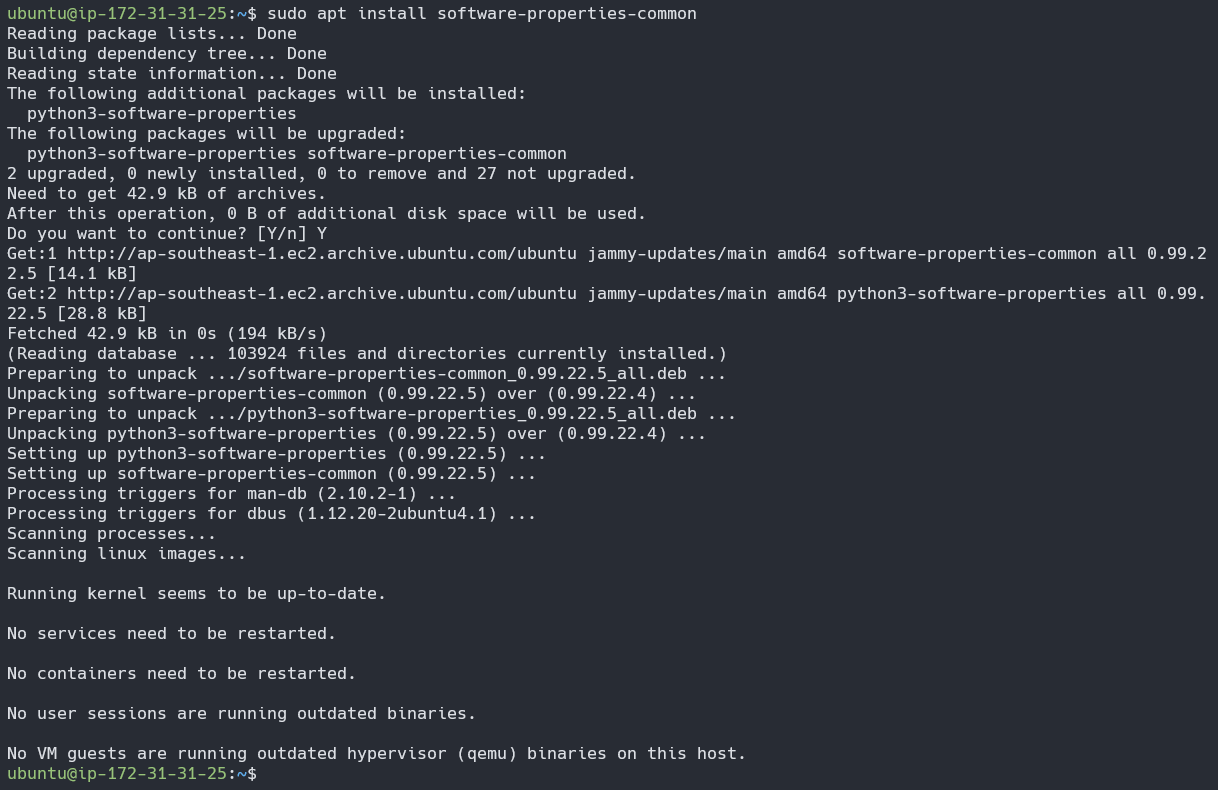 ubuntu@ip-172-31-31-25:~$ sudo apt install software-properties-common
Reading package lists... Done
Building dependency tree... Done
Reading state information... Done
The following additional packages will be installed:
  python3-software-properties
The following packages will be upgraded:
  python3-software-properties software-properties-common
2 upgraded, 0 newly installed, 0 to remove and 27 not upgraded.
Need to get 42.9 kB of archives.
After this operation, 0 B of additional disk space will be used.
Do you want to continue? [Y/n] Y
Get:1 http://ap-southeast-1.ec2.archive.ubuntu.com/ubuntu jammy-updates/main amd64 software-properties-common all 0.99.2
2.5 [14.1 kB]
Get:2 http://ap-southeast-1.ec2.archive.ubuntu.com/ubuntu jammy-updates/main amd64 python3-software-properties all 0.99.
22.5 [28.8 kB]
Fetched 42.9 kB in 0s (194 kB/s)
(Reading database ... 103924 files and directories currently installed.)
Preparing to unpack .../software-properties-common_0.99.22.5_all.deb ...
Unpacking software-properties-common (0.99.22.5) over (0.99.22.4) ...
Preparing to unpack .../python3-software-properties_0.99.22.5_all.deb ...
Unpacking python3-software-properties (0.99.22.5) over (0.99.22.4) ...
Setting up python3-software-properties (0.99.22.5) ...
Setting up software-properties-common (0.99.22.5) ...
Processing triggers for man-db (2.10.2-1) ...
Processing triggers for dbus (1.12.20-2ubuntu4.1) ...
Scanning processes...
Scanning linux images...

Running kernel seems to be up-to-date.

No services need to be restarted.

No containers need to be restarted.

No user sessions are running outdated binaries.

No VM guests are running outdated hypervisor (qemu) binaries on this host.
ubuntu@ip-172-31-31-25:~$